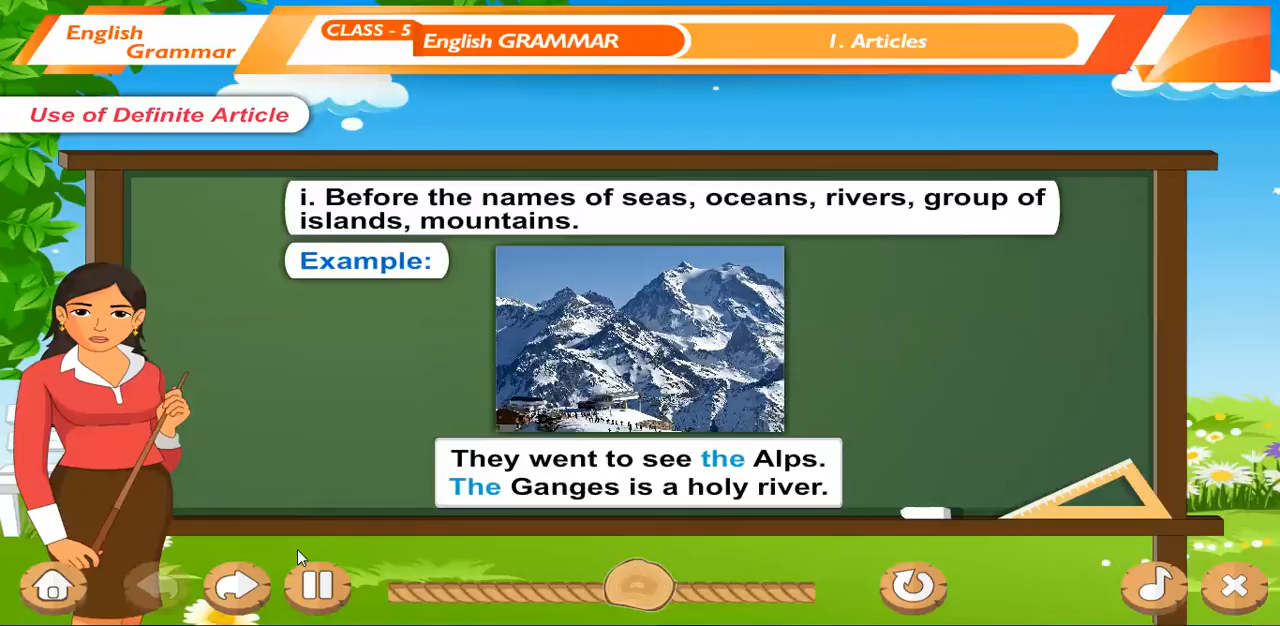 English
Grammar
CLASS - 5
English GRAMMAR
1. Articles
Use of Definite Article
i. Before the names of seas, oceans, rivers, group of
islands, mountains.
Example:
They went to see the Alps.
The Ganges is a holy river.